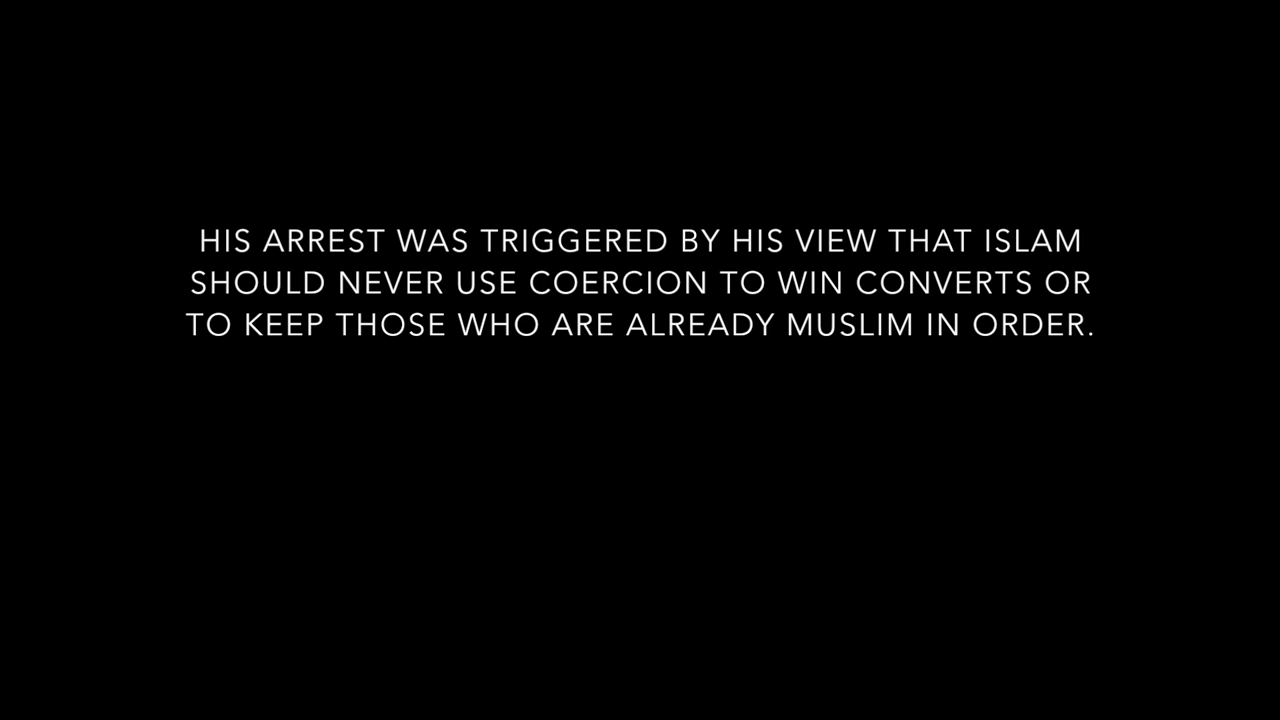 HIS ARREST WAS TRIGGERED BY HIS VIEW THAT ISLAM
SHOULD NEVER USE COERCION TO WIN CONVERTS OR
TO KEEP THOSE WHO ARE ALREADY MUSLIM IN ORDER.